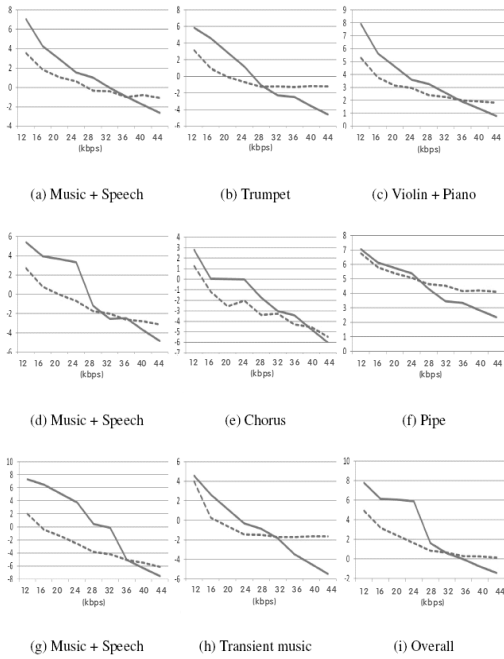 8
6
4
2
0
-2
-4
12 16 20 24 28 32 36 40 44
(kbps)
(a) Music + Speech
8
6
4
2
0
-2
-4
-6
12 16 20 24 28 32 36 40 44
(kbps)
(b) Trumpet
9
8
7
6
5
4
3
2
1
0
12 16 20 24 28 32 36 40 44
(kbps)
(c) Violin + Piano
6
4
2
0
-2
-4
-6
12 16 20 24 28 32 36 40 44
(kbps)
(d) Music + Speech
4
3
2
1
0
-1
-2
-3
-4
-5
-6
-7
12 16 20 24 28 32 36 40 44
(kbps)
(e) Chorus
8
7
6
5
4
3
2
1
0
12 16 20 24 28 32 36 40 44
(kbps)
(f) Pipe
10
8
6
4
2
0
-2
-4
-6
-8
12 16 20 24 28 32 36 40 44
(kbps)
(g) Music + Speech
6
4
2
0
-2
-4
-6
12 16 20 24 28 32 36 40 44
(kbps)
(h) Transient music
10
8
6
4
2
0
-2
12 16 20 24 28 32 36 40 44
(kbps)
(i) Overall